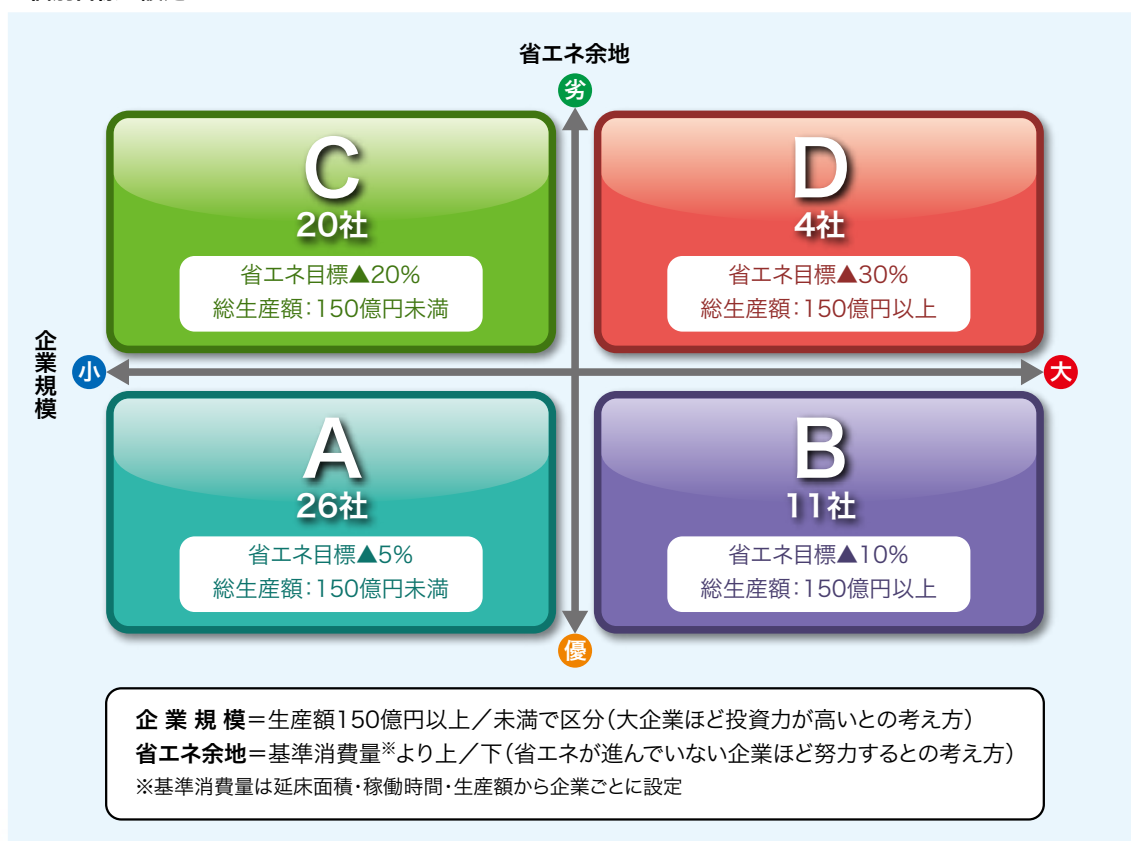 省エネ余地
劣
C
20社
省エネ目標▲20%
総生産額:150億円未満
D
4社
省エネ目標▲30%
総生産額:150億円以上
企業規模
小
大
A
26社
省エネ目標▲5%
総生産額:150億円未満
B
11社
省エネ目標▲10%
総生産額:150億円以上
優
企業規模=生産額150億円以上/未満で区分(大企業ほど投資力が高いとの考え方)
省エネ余地=基準消費量※より上/下(省エネが進んでいない企業ほど努力するとの考え方)
※基準消費量は延床面積・稼働時間・生産額から企業ごとに設定